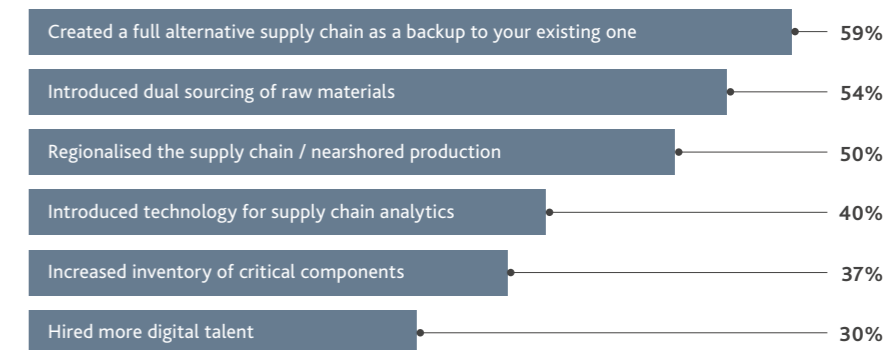 Created a full alternative supply chain as a backup to your existing one 59%
Introduced dual sourcing of raw materials 54%
Regionalised the supply chain / nearshored production 50%
Introduced technology for supply chain analytics 40%
Increased inventory of critical components 37%
Hired more digital talent 30%